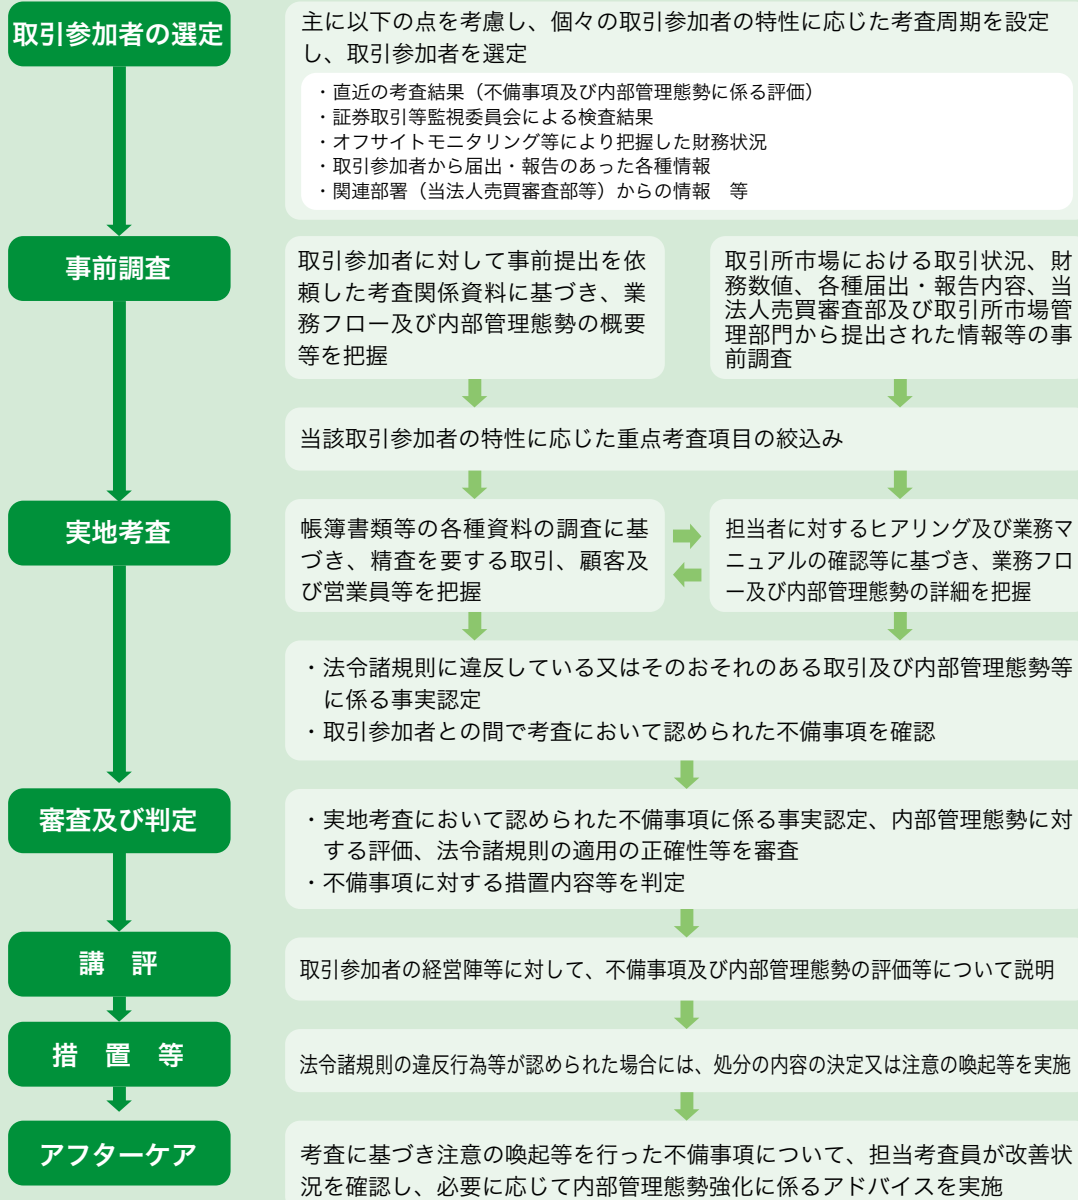 取引参加者の選定
主に以下の点を考慮し、個々の取引参加者の特性に応じた考査周期を設定
し、取引参加者を選定
・直近の考査結果（不備事項及び内部管理態勢に係る評価）
・証券取引等監視委員会による検査結果
・オフサイトモニタリング等により把握した財務状況
・取引参加者から届出・報告のあった各種情報
・関連部署（当法人売買審査部等）からの情報　等
事前調査
取引参加者に対して事前提出を依
頼した考査関係資料に基づき、業
務フロー及び内部管理態勢の概要
等を把握
取引所市場における取引状況、財
務数値、各種届出・報告内容、当
法人売買審査部及び取引所市場管
理部門から提出された情報等の事
前調査
当該取引参加者の特性に応じた重点考査項目の絞込み
実地考査
帳簿書類等の各種資料の調査に基
づき、精査を要する取引、顧客及
び営業員等を把握
担当者に対するヒアリング及び業務マ
ニュアルの確認等に基づき、業務フロ
ー及び内部管理態勢の詳細を把握
・法令諸規則に違反している又はそのおそれのある取引及び内部管理態勢等
に係る事実認定
・取引参加者との間で考査において認められた不備事項を確認
審査及び判定
・実地考査において認められた不備事項に係る事実認定、内部管理態勢に対
する評価、法令諸規則の適用の正確性等を審査
・不備事項に対する措置内容等を判定
講　評
取引参加者の経営陣等に対して、不備事項及び内部管理態勢の評価等について説明
措　置　等
法令諸規則の違反行為等が認められた場合には、処分の内容の決定又は注意の喚起等を実施
アフターケア
考査に基づき注意の喚起等を行った不備事項について、担当考査員が改善状
況を確認し、必要に応じて内部管理態勢強化に係るアドバイスを実施